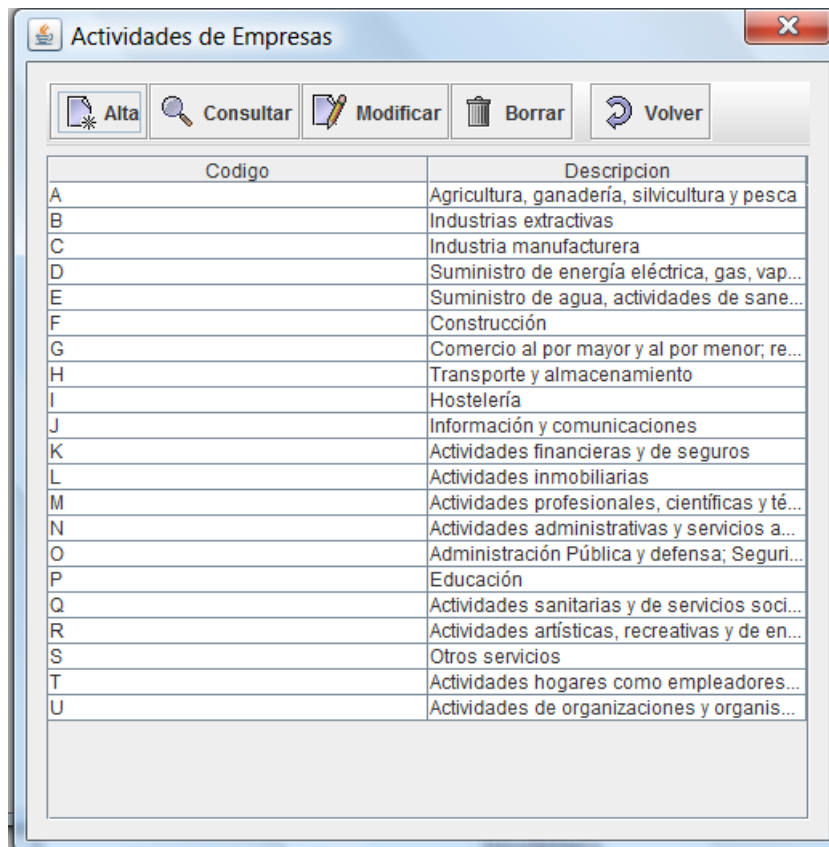 Actividades de Empresas
Alta Consultar Modificar Borrar Volver
Codigo Descripcion
A Agricultura, ganadería, silvicultura y pesca
B Industrias extractivas
C Industria manufacturera
D Suministro de energía eléctrica, gas, vap...
E Suministro de agua, actividades de sane...
F Construcción
G Comercio al por mayor y al por menor; re...
H Transporte y almacenamiento
I Hostelería
J Información y comunicaciones
K Actividades financieras y de seguros
L Actividades inmobiliarias
M Actividades profesionales, científicas y té...
N Actividades administrativas y servicios a...
O Administración Pública y defensa; Seguri...
P Educación
Q Actividades sanitarias y de servicios soci...
R Actividades artísticas, recreativas y de en...
S Otros servicios
T Actividades hogares como empleadores...
U Actividades de organizaciones y organis...